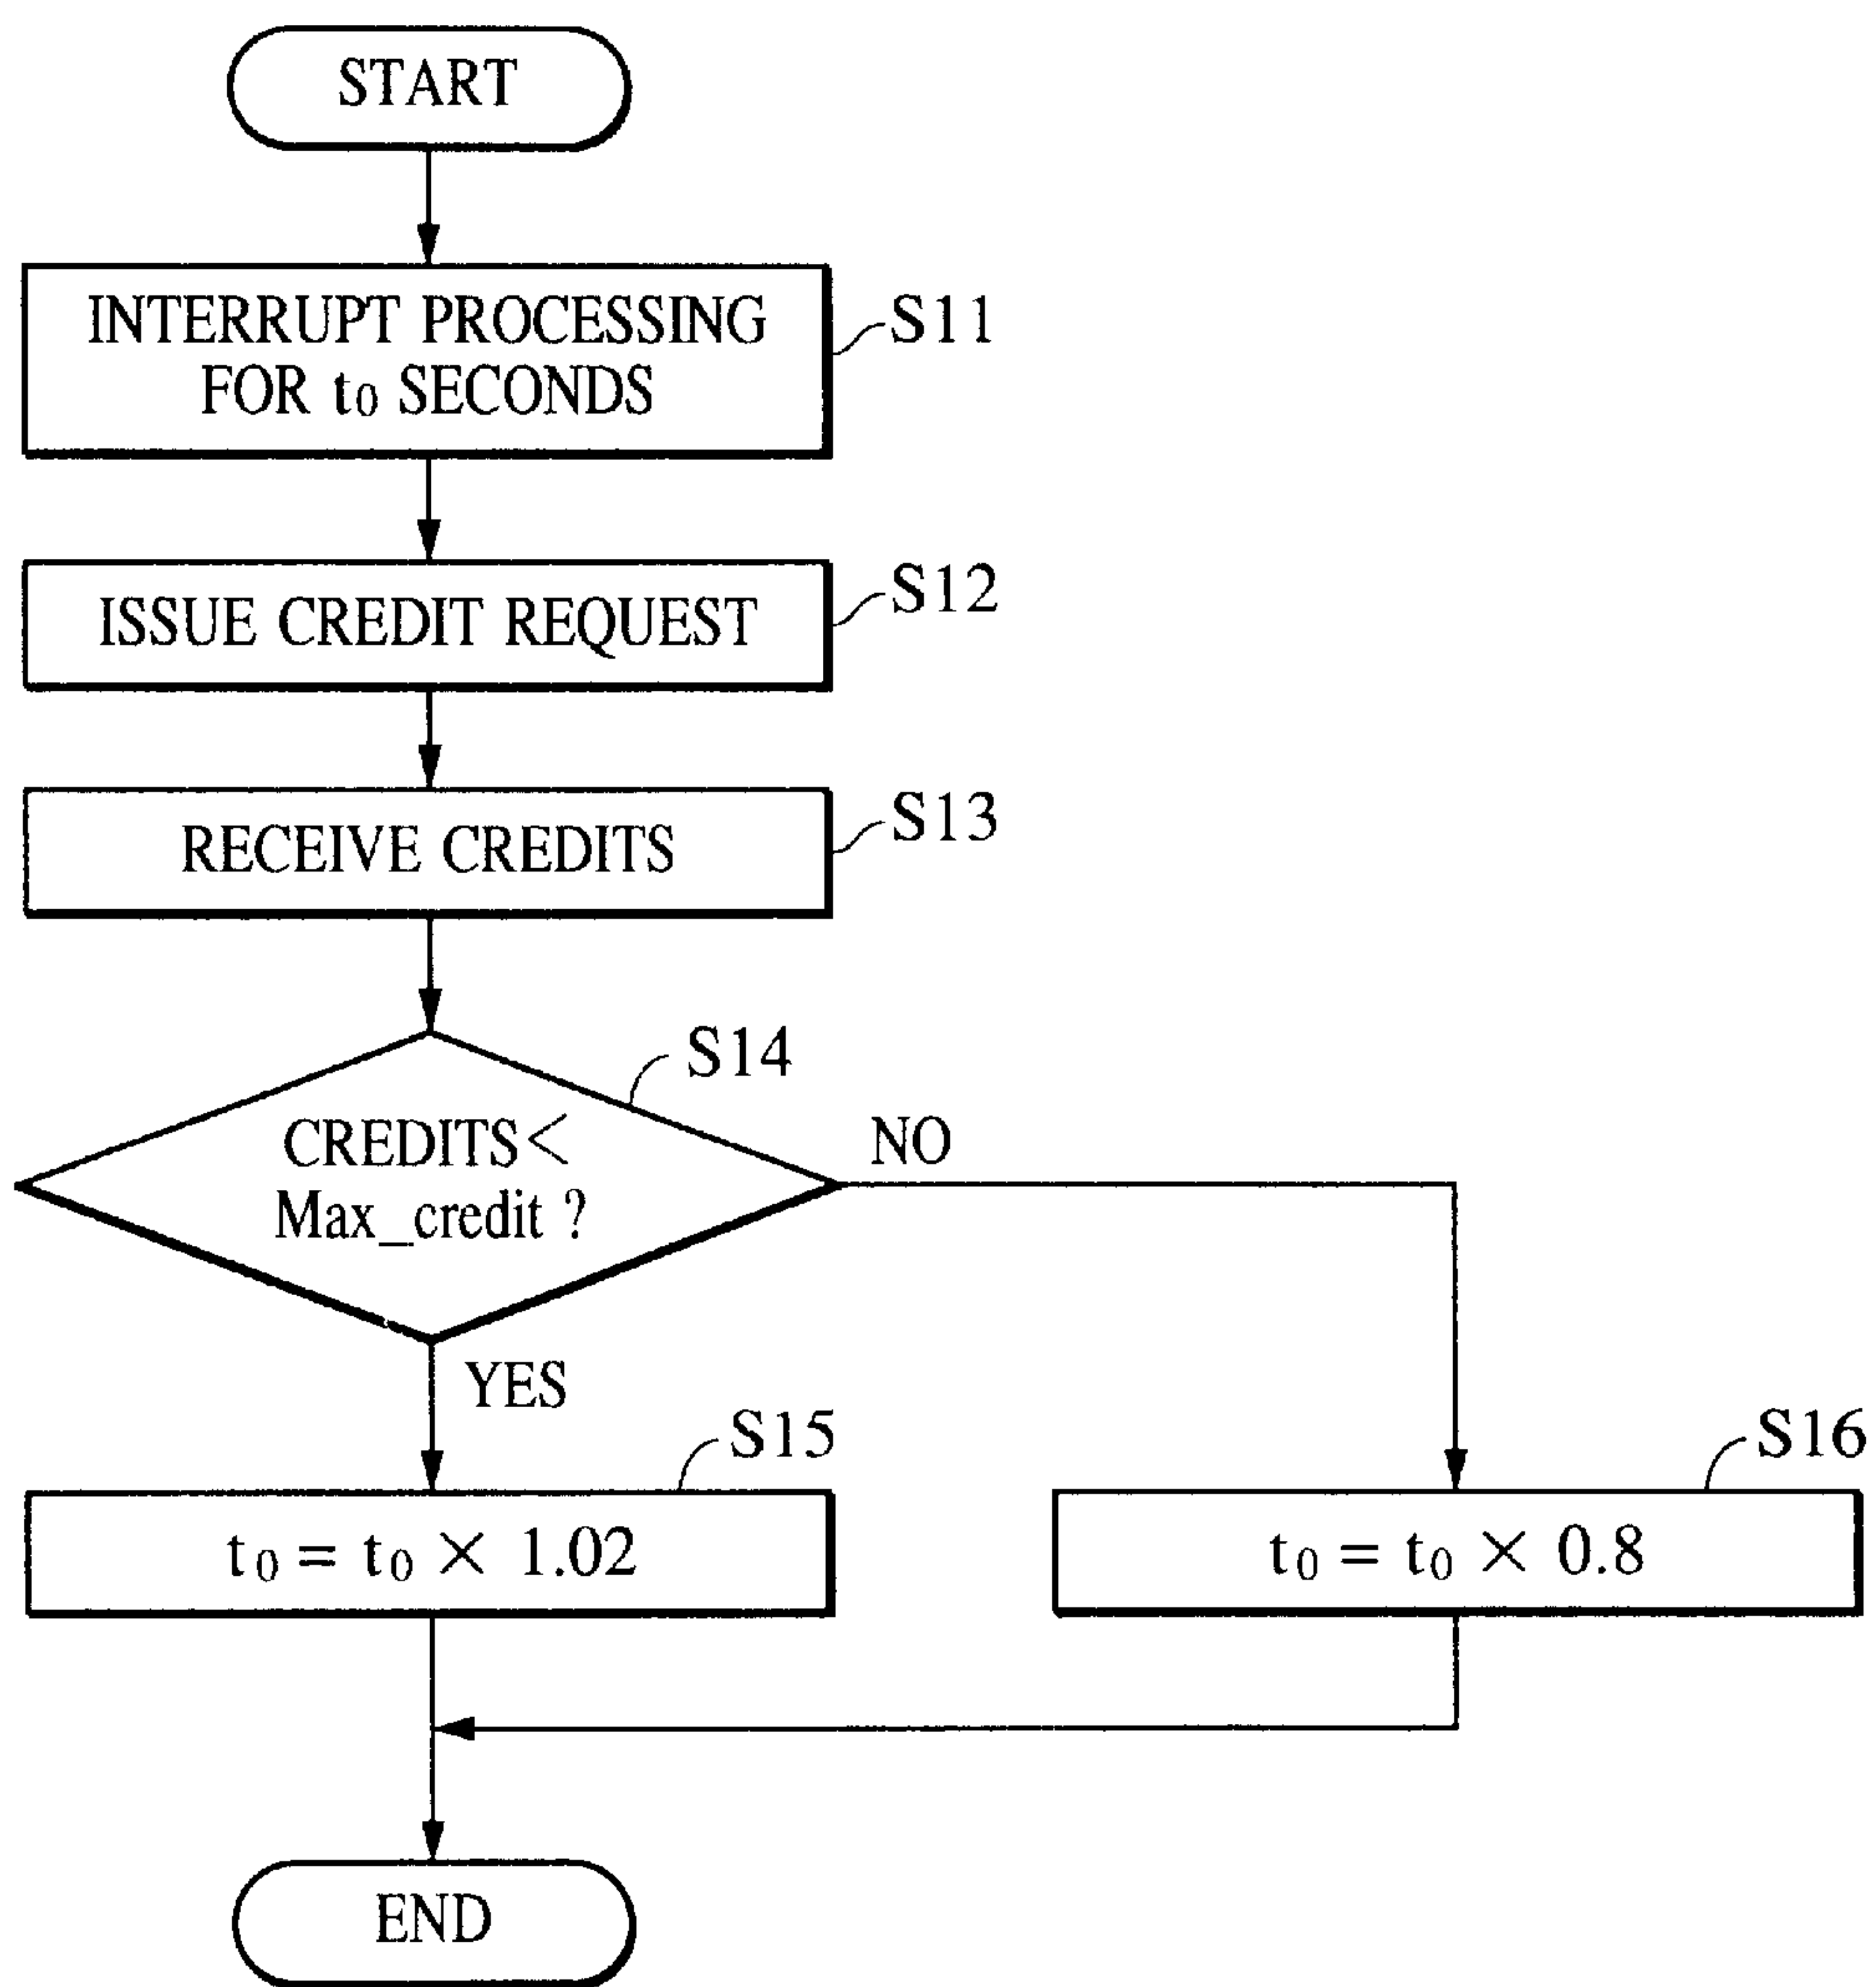 START
INTERRUPT PROCESSING
FOR t₀ SECONDS
S11
ISSUE CREDIT REQUEST
S12
RECEIVE CREDITS
S13
S14
CREDITS<
Max_credit ?
NO
YES
S15
t₀ = t₀ × 1.02
S16
t₀ = t₀ × 0.8
END